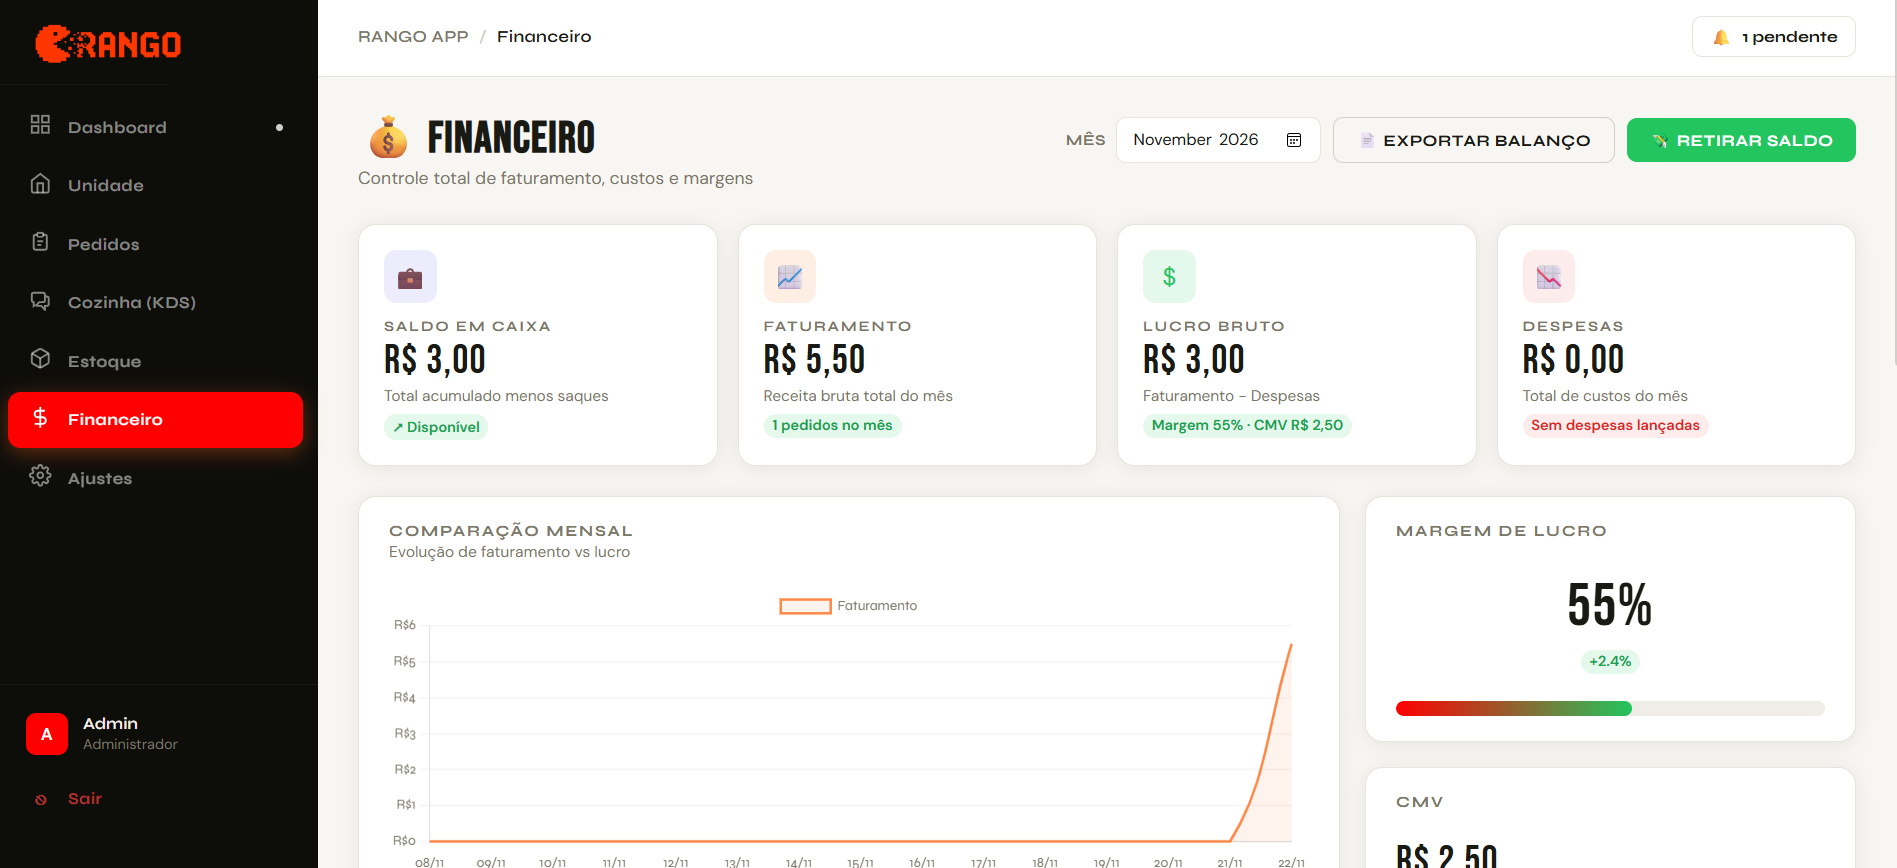 RANGO
Dashboard
Unidade
Pedidos
Cozinha (KDS)
Estoque
Financeiro
Ajustes
A
Admin
Administrador
Sair
RANGO APP / Financeiro
1 pendente
FINANCEIRO
Controle total de faturamento, custos e margens
MÊS
November 2026
EXPORTAR BALANÇO
RETIRAR SALDO
SALDO EM CAIXA
R$ 3,00
Total acumulado menos saques
↗ Disponível
FATURAMENTO
R$ 5,50
Receita bruta total do mês
1 pedidos no mês
$
LUCRO BRUTO
R$ 3,00
Faturamento - Despesas
Margem 55% · CMV R$ 2,50
DESPESAS
R$ 0,00
Total de custos do mês
Sem despesas lançadas
COMPARAÇÃO MENSAL
Evolução de faturamento vs lucro
Faturamento
R$6
R$5
R$4
R$3
R$2
R$1
R$0
08/11 09/11 10/11 11/11 12/11 13/11 14/11 15/11 16/11 17/11 18/11 19/11 20/11 21/11 22/11
MARGEM DE LUCRO
55%
+2.4%
CMV
R$ 2,50